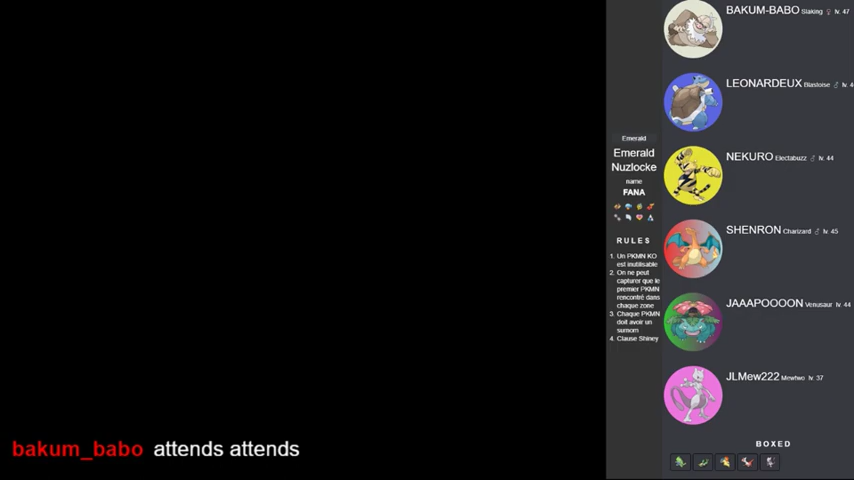 BAKUM-BABO Slaking ♀ lv. 47
LEONARDEUX Blastoise ♂ lv. 4
NEKURO Electabuzz ♂ lv. 44
SHENRON Charizard ♂ lv. 45
JAAAPOOOON Venusaur lv. 44
JLMew222 Mewtwo lv. 37
BOXED
Emerald
Emerald
Nuzlocke
name
FANA
RULES
1. Un PKMN KO
est inutilisable
2. On ne peut
capturer que le
premier PKMN
rencontré dans
chaque zone
3. Chaque PKMN
doit avoir un
surnom
4. Clause Shiney
bakum_babo attends attends